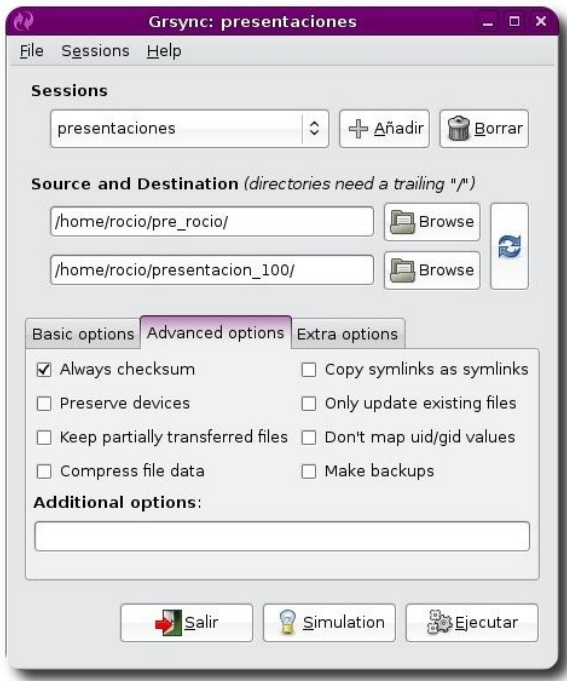 Grsync: presentaciones
File Sessions Help
Sessions
presentaciones Añadir Borrar
Source and Destination (directories need a trailing "/")
/home/rocio/pre_rocio/ Browse
/home/rocio/presentacion_100/ Browse
Basic options Advanced options Extra options
Always checksum Copy symlinks as symlinks
Preserve devices Only update existing files
Keep partially transferred files Don't map uid/gid values
Compress file data Make backups
Additional options:
Salir Simulation Ejecutar